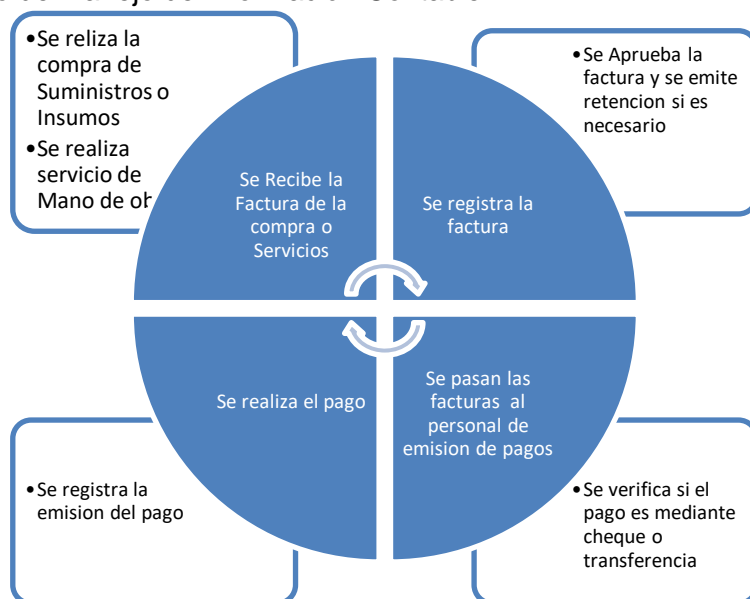 •Se reliza la
compra de
Suministros o
Insumos
•Se realiza
servicio de
Mano de
Se Recibe la
Factura de la
compra o
Servicios
•Se Aprueba la
factura y se emite
retencion si es
necesario
Se registra la
factura
Se realiza el pago
•Se registra la
emision del pago
Se pasan las
facturas al
personal de
emision de pagos
•Se verifica si el
pago es mediante
cheque o
transferencia